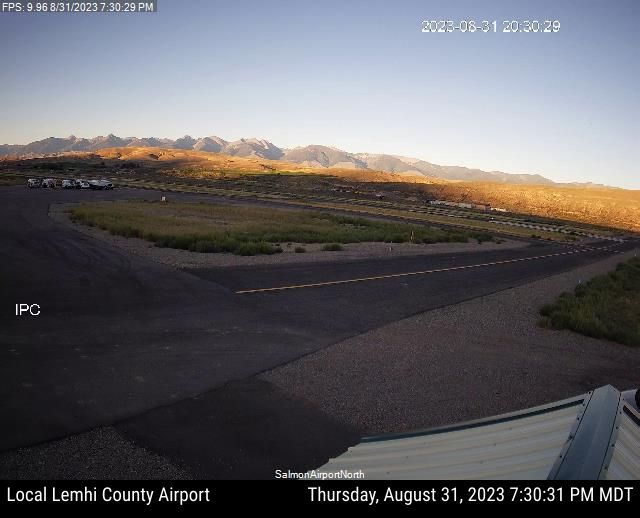 FPS: 9.96 8/31/2023 7:30:29 PM
2023-08-31 20:30:29
IPC
SalmonAirportNorth
Local Lemhi County Airport Thursday, August 31, 2023 7:30:31 PM MDT